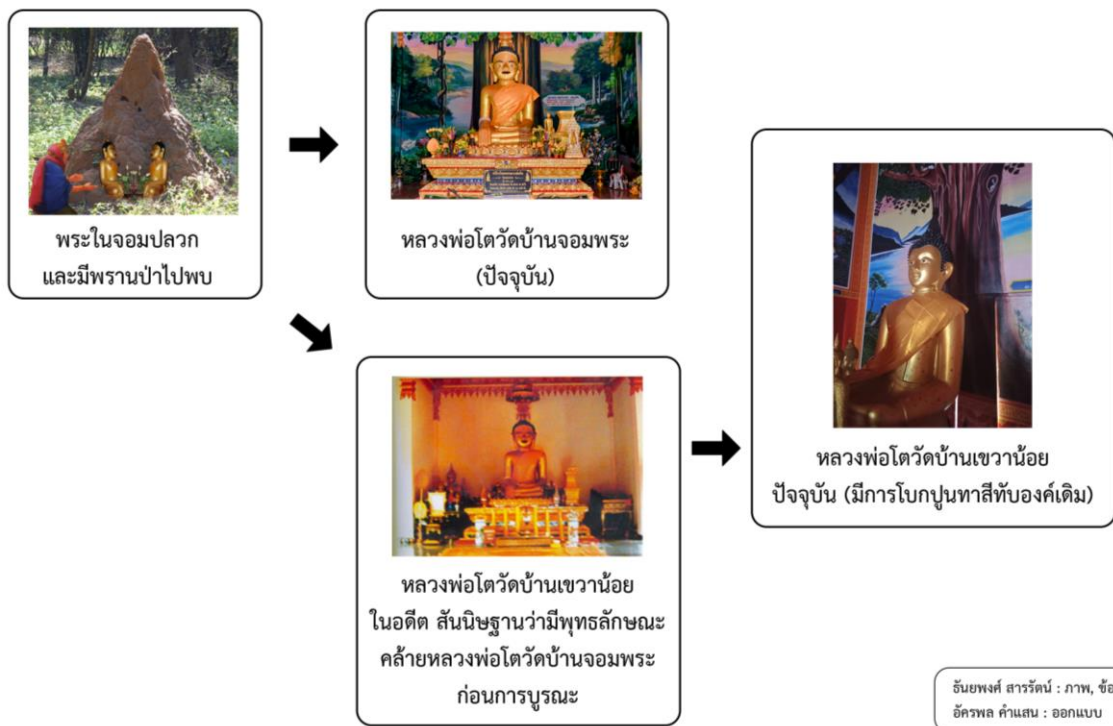 พระในจอมปลวก
และมีพรานป่าไปพบ
หลวงพ่อโตวัดบ้านจอมพระ
(ปัจจุบัน)
หลวงพ่อโตวัดบ้านเขวาน้อย
ในอดีต สันนิษฐานว่ามีพุทธลักษณะ
คล้ายหลวงพ่อโตวัดบ้านจอมพระ
ก่อนการบูรณะ
หลวงพ่อโตวัดบ้านเขวาน้อย
ปัจจุบัน (มีการโบกปูนทาสีทับองค์เดิม)
ธันยพงศ์ สารรัตน์ : ภาพ,
อัครพล คำแสน : ออกแบบ